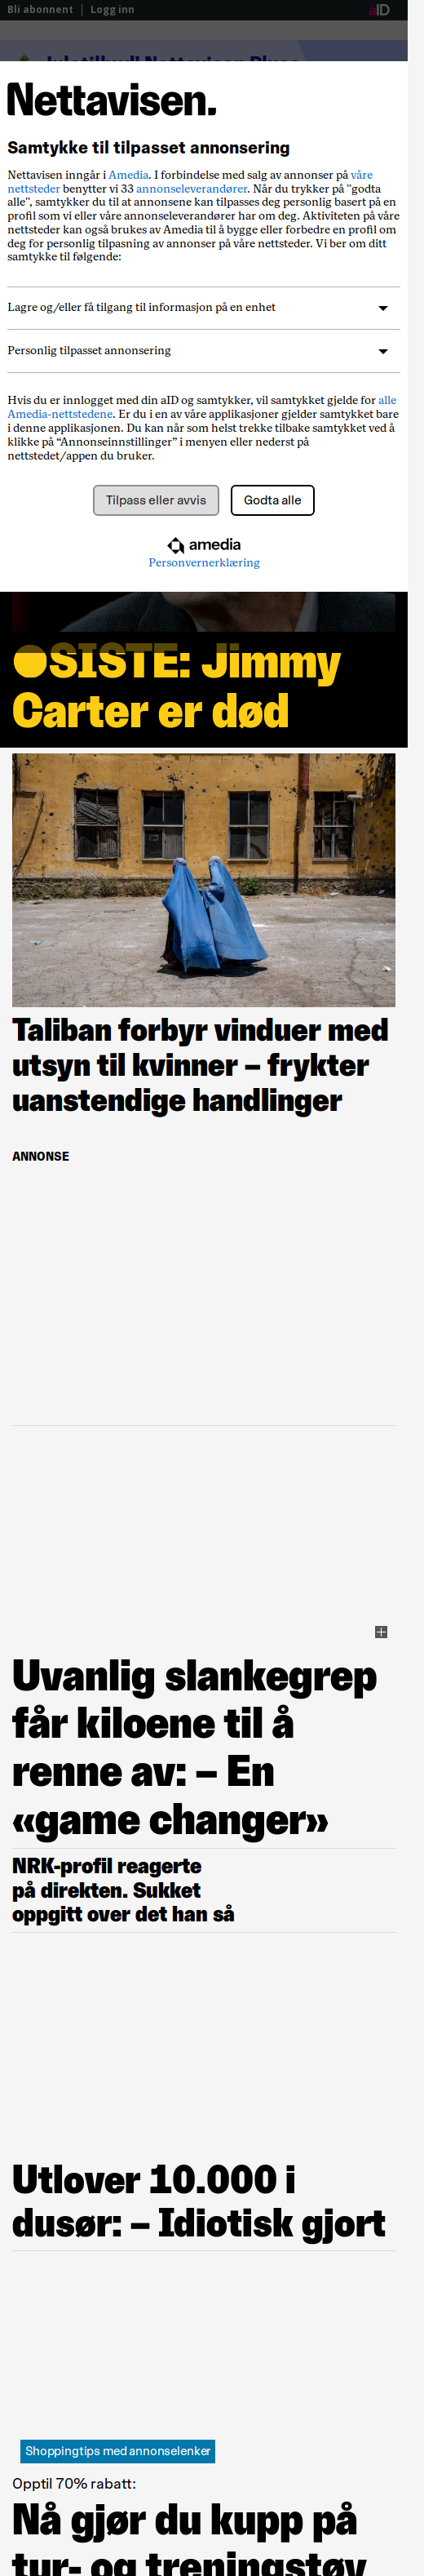 Bli abonnent | Logg inn
aID
Nettavisen.
Samtykke til tilpasset annonsering
Nettavisen inngår i Amedia. I forbindelse med salg av annonser på våre
nettsteder benytter vi 33 annonseleverandører. Når du trykker på "godta
alle", samtykker du til at annonsene kan tilpasses deg personlig basert på en
profil som vi eller våre annonseleverandører har om deg. Aktiviteten på våre
nettsteder kan også brukes av Amedia til å bygge eller forbedre en profil om
deg for personlig tilpasning av annonser på våre nettsteder. Vi ber om ditt
samtykke til følgende:
Lagre og/eller få tilgang til informasjon på en enhet
Personlig tilpasset annonsering
Hvis du er innlogget med din aID og samtykker, vil samtykket gjelde for alle
Amedia-nettstedene. Er du i en av våre applikasjoner gjelder samtykket bare
i denne applikasjonen. Du kan når som helst trekke tilbake samtykket ved å
klikke på “Annonseinnstillinger” i menyen eller nederst på
nettstedet/appen du bruker.
Tilpass eller avvis
Godta alle
amedia
Personvernerklæring
SISTE: Jimmy
Carter er død
Taliban forbyr vinduer med
utsyn til kvinner – frykter
uanstendige handlinger
ANNONSE
Uvanlig slankegrep
får kiloene til å
renne av: – En
«game changer»
NRK-profil reagerte
på direkten. Sukket
oppgitt over det han så
Utlover 10.000 i
dusør: – Idiotisk gjort
Shoppingtips med annonselenker
Opptil 70% rabatt:
Nå gjør du kupp på
tur- og treningstøy